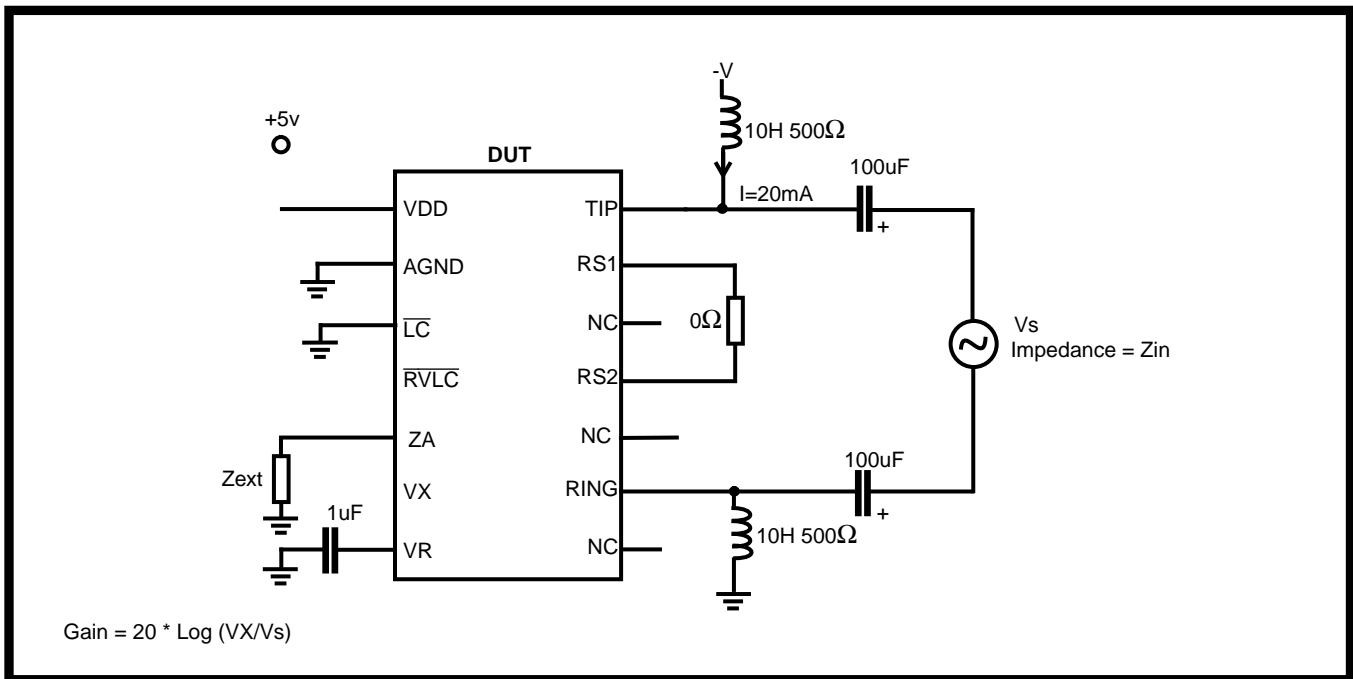 -V
+5v
10H 500Ω
DUT
100uF
VDD
TIP
I=20mA
+
AGND
RS1
LC
NC
0Ω
Vs
Impedance = Zin
RVLC
RS2
ZA
NC
100uF
Zext
VX
RING
+
1uF
10H 500Ω
VR
NC
Gain = 20 * Log (VX/Vs)